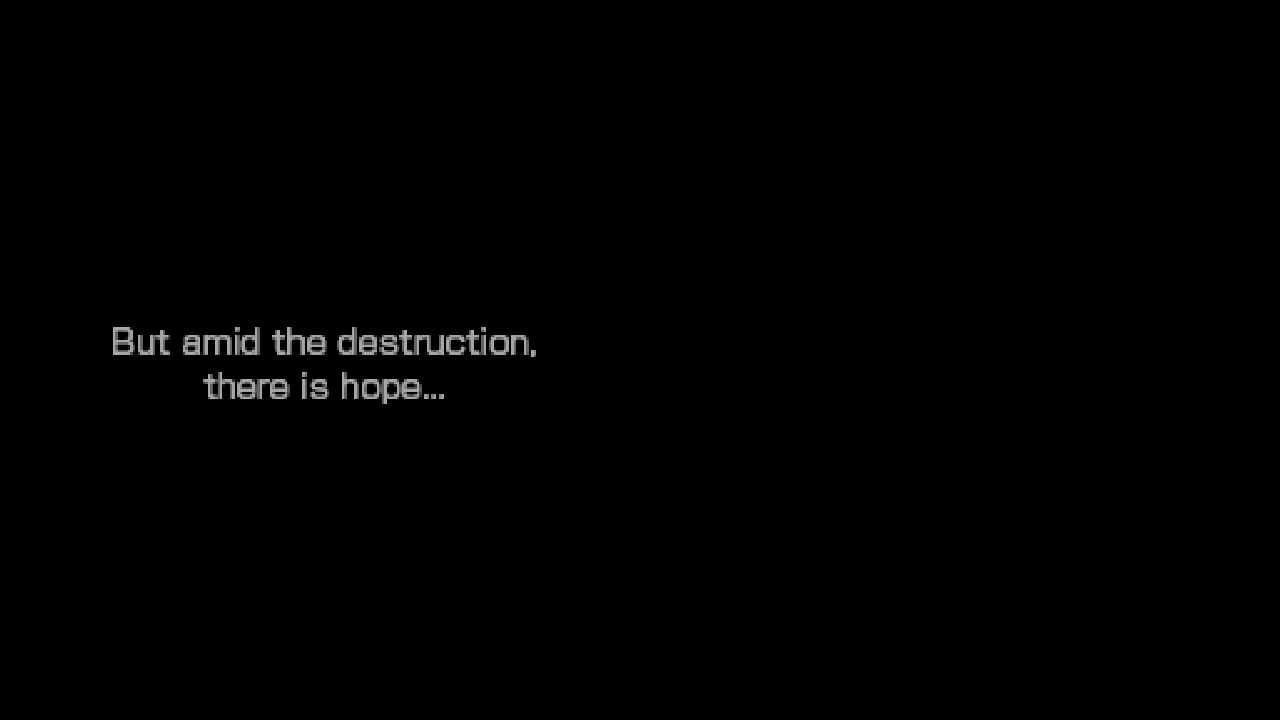 But amid the destruction,
there is hope...